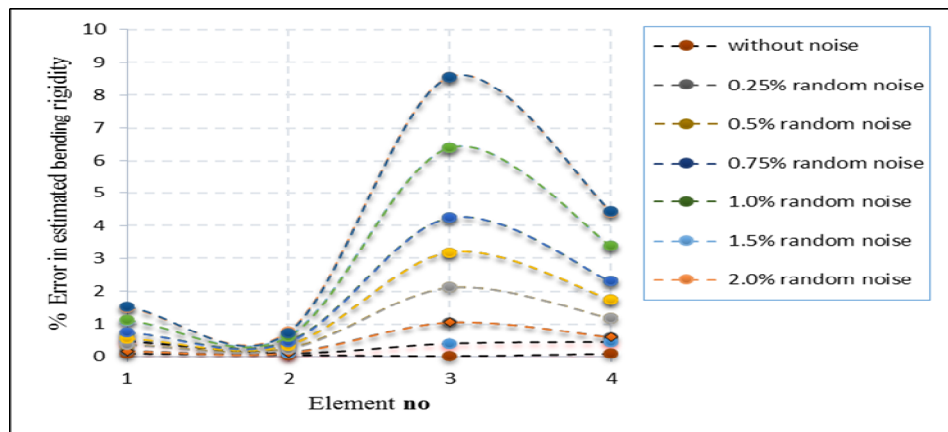 % Error in estimated bending rigidity
10
9
8
7
6
5
4
3
2
1
0
1 2 3 4
Element no
without noise
0.25% random noise
0.5% random noise
0.75% random noise
1.0% random noise
1.5% random noise
2.0% random noise